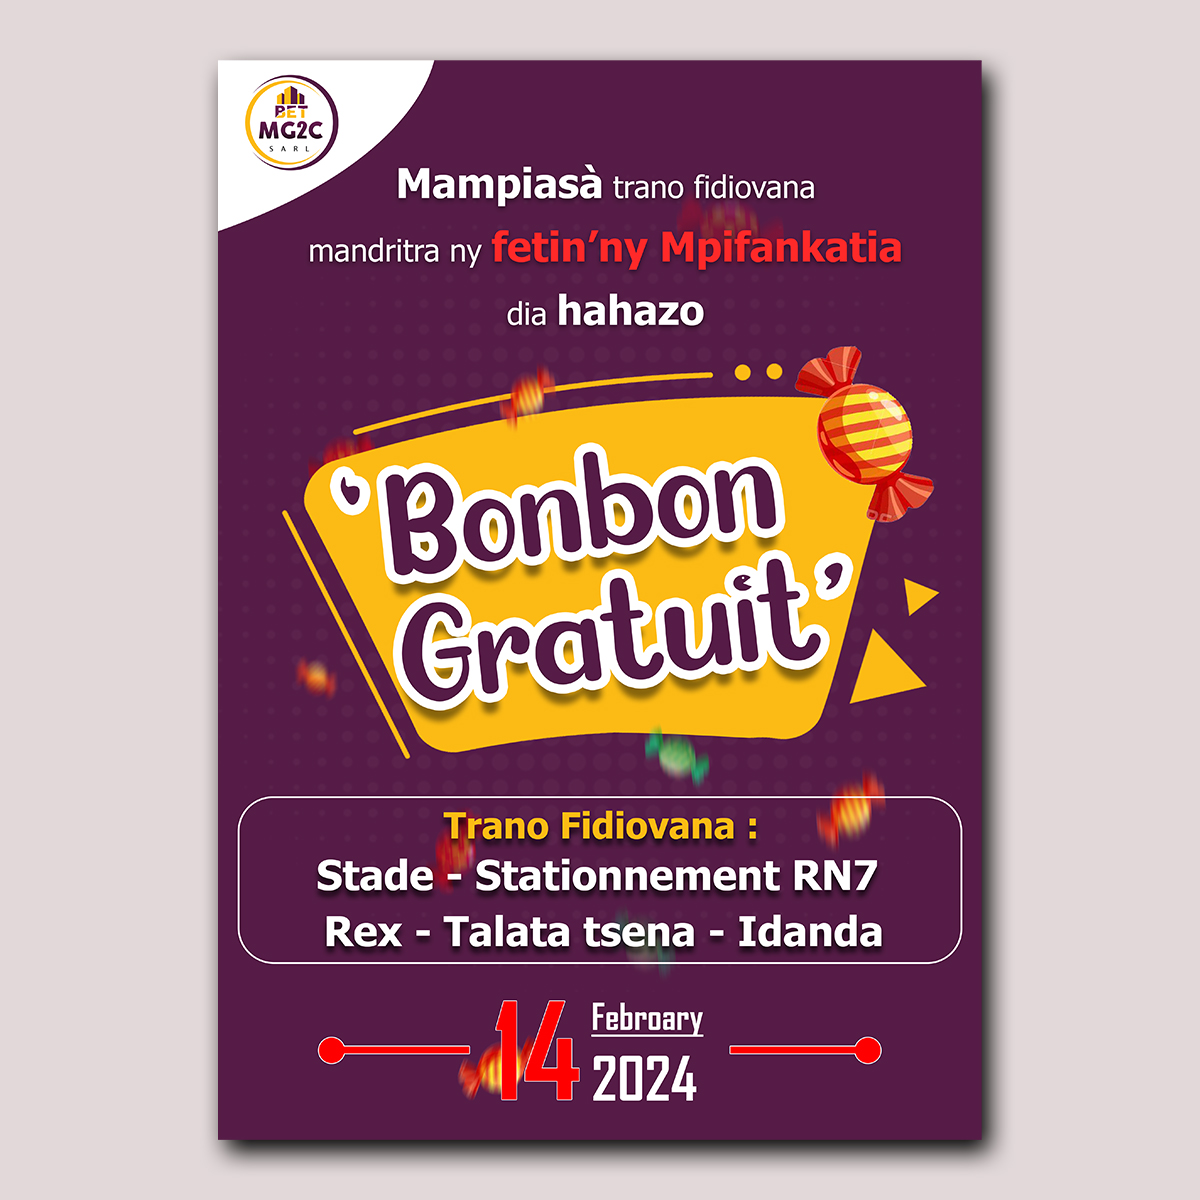 BET
MG2C
SARL
Mampiasà trano fidiovana
mandritra ny fetin’ny Mpifankatia
dia hahazo
‘Bonbon
Gratuit’
Trano Fidiovana :
Stade - Stationnement RN7
Rex - Talata tsena - Idanda
14 Febroary
2024